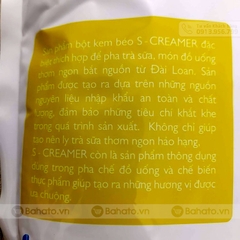 Sản phẩm bột kem béo S - CREAMER đặc
biệt thích hợp để pha trà sữa, món đồ uống
thơm ngon bắt nguồn từ Đài Loan. Sản
phẩm được tạo ra dựa trên những nguồn
nguyên liệu nhập khẩu an toàn và chất
lượng, đảm bảo những tiêu chí khắt khe
trong quá trình sản xuất. Không chỉ giúp
tạo nên ly trà sữa thơm ngon hảo hạng.
S - CREAMER còn là sản phẩm thông dụng
dùng trong pha chế đồ uống và chế biến
thực phẩm giúp tạo ra những hương vị được
ưa chuộng.
Bahato.vn Bahato.vn Bahato.vn